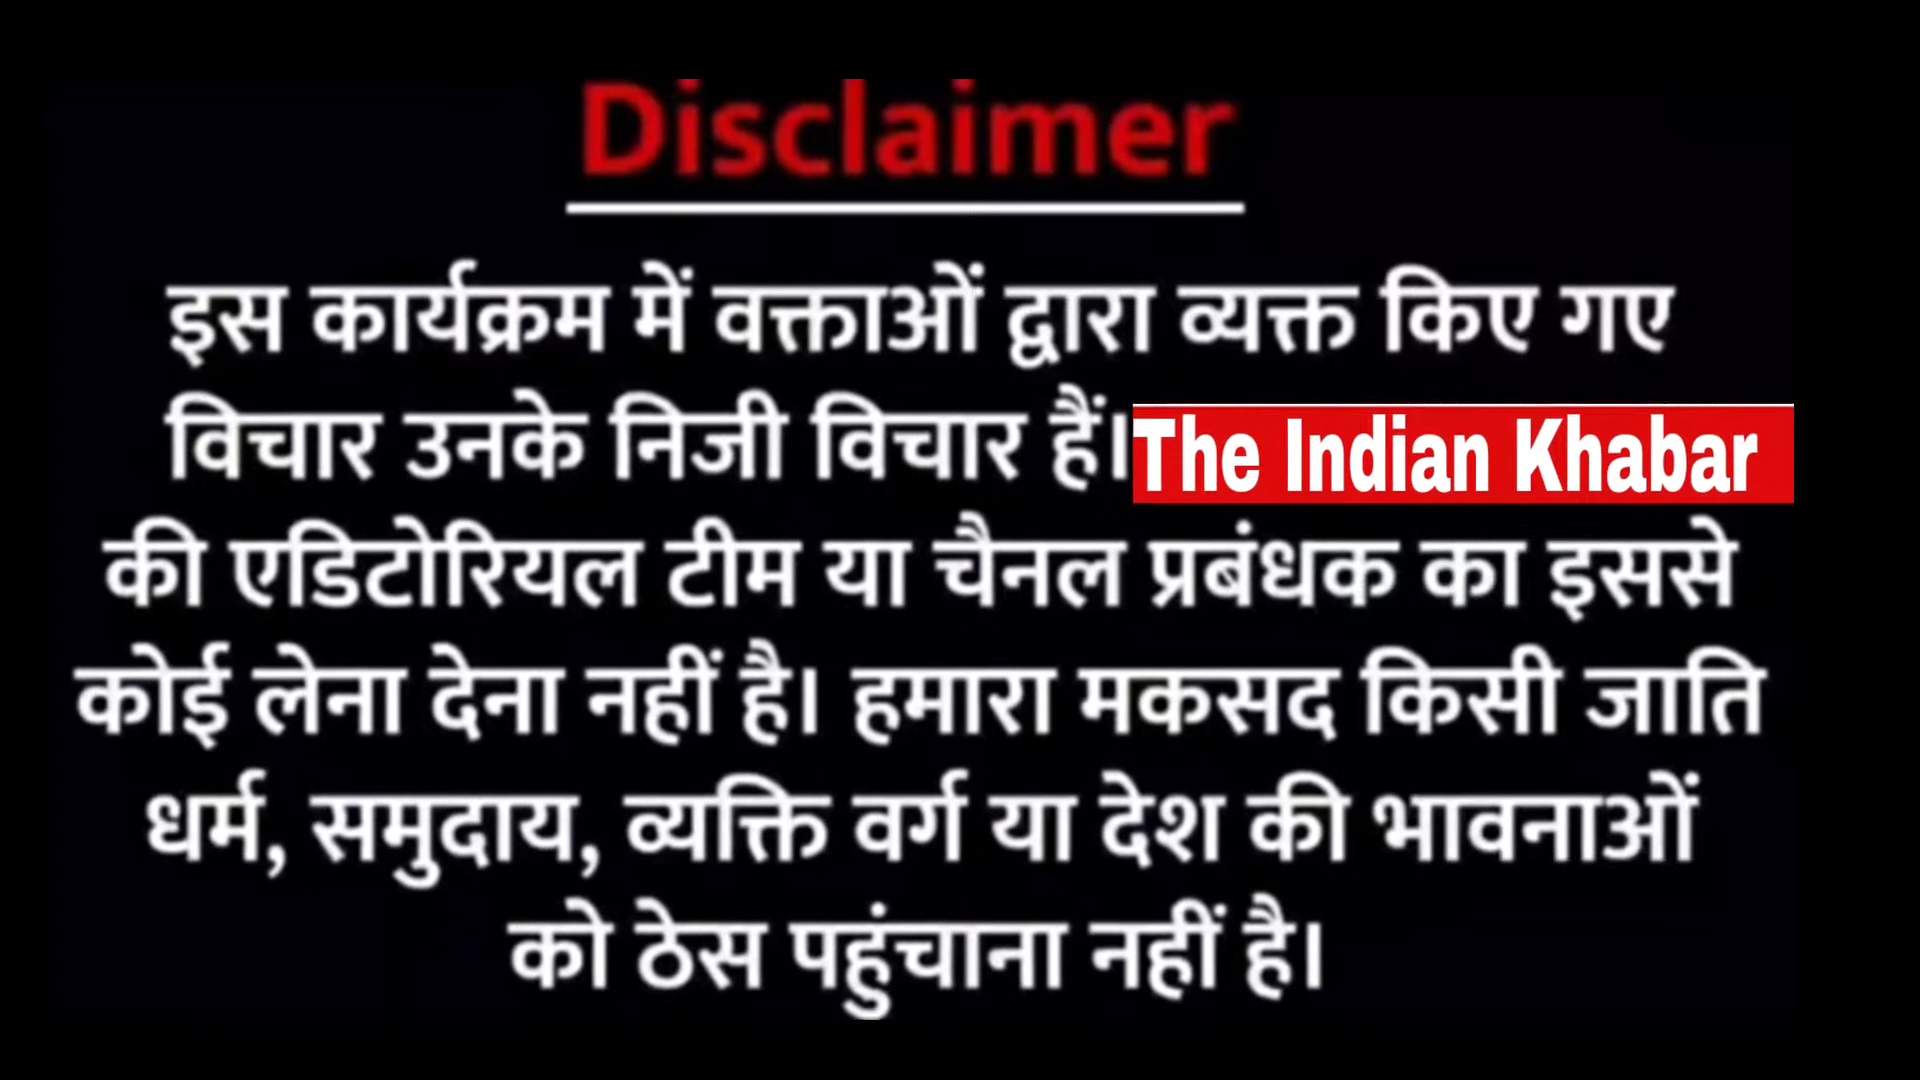 Disclaimer
इस कार्यक्रम में वक्ताओं द्वारा व्यक्त किए गए
विचार उनके निजी विचार हैं। The Indian Khabar
की एडिटोरियल टीम या चैनल प्रबंधक का इससे
कोई लेना देना नहीं है। हमारा मकसद किसी जाति
धर्म, समुदाय, व्यक्ति वर्ग या देश की भावनाओं
को ठेस पहुंचाना नहीं है।